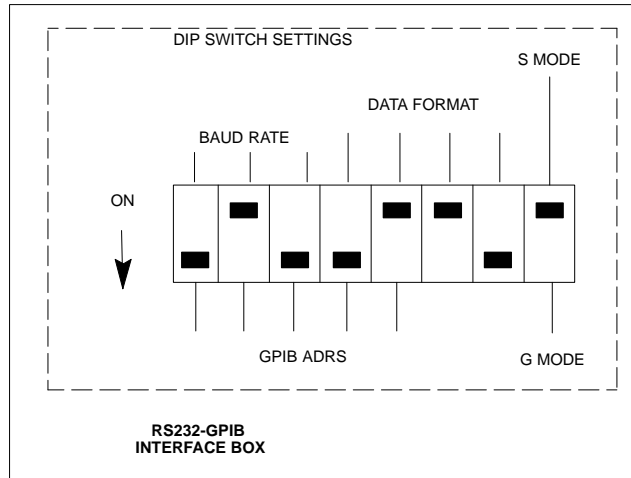 DIP SWITCH SETTINGS
S MODE
DATA FORMAT
BAUD RATE
ON
GPIB ADRS
G MODE
RS232-GPIB
INTERFACE BOX